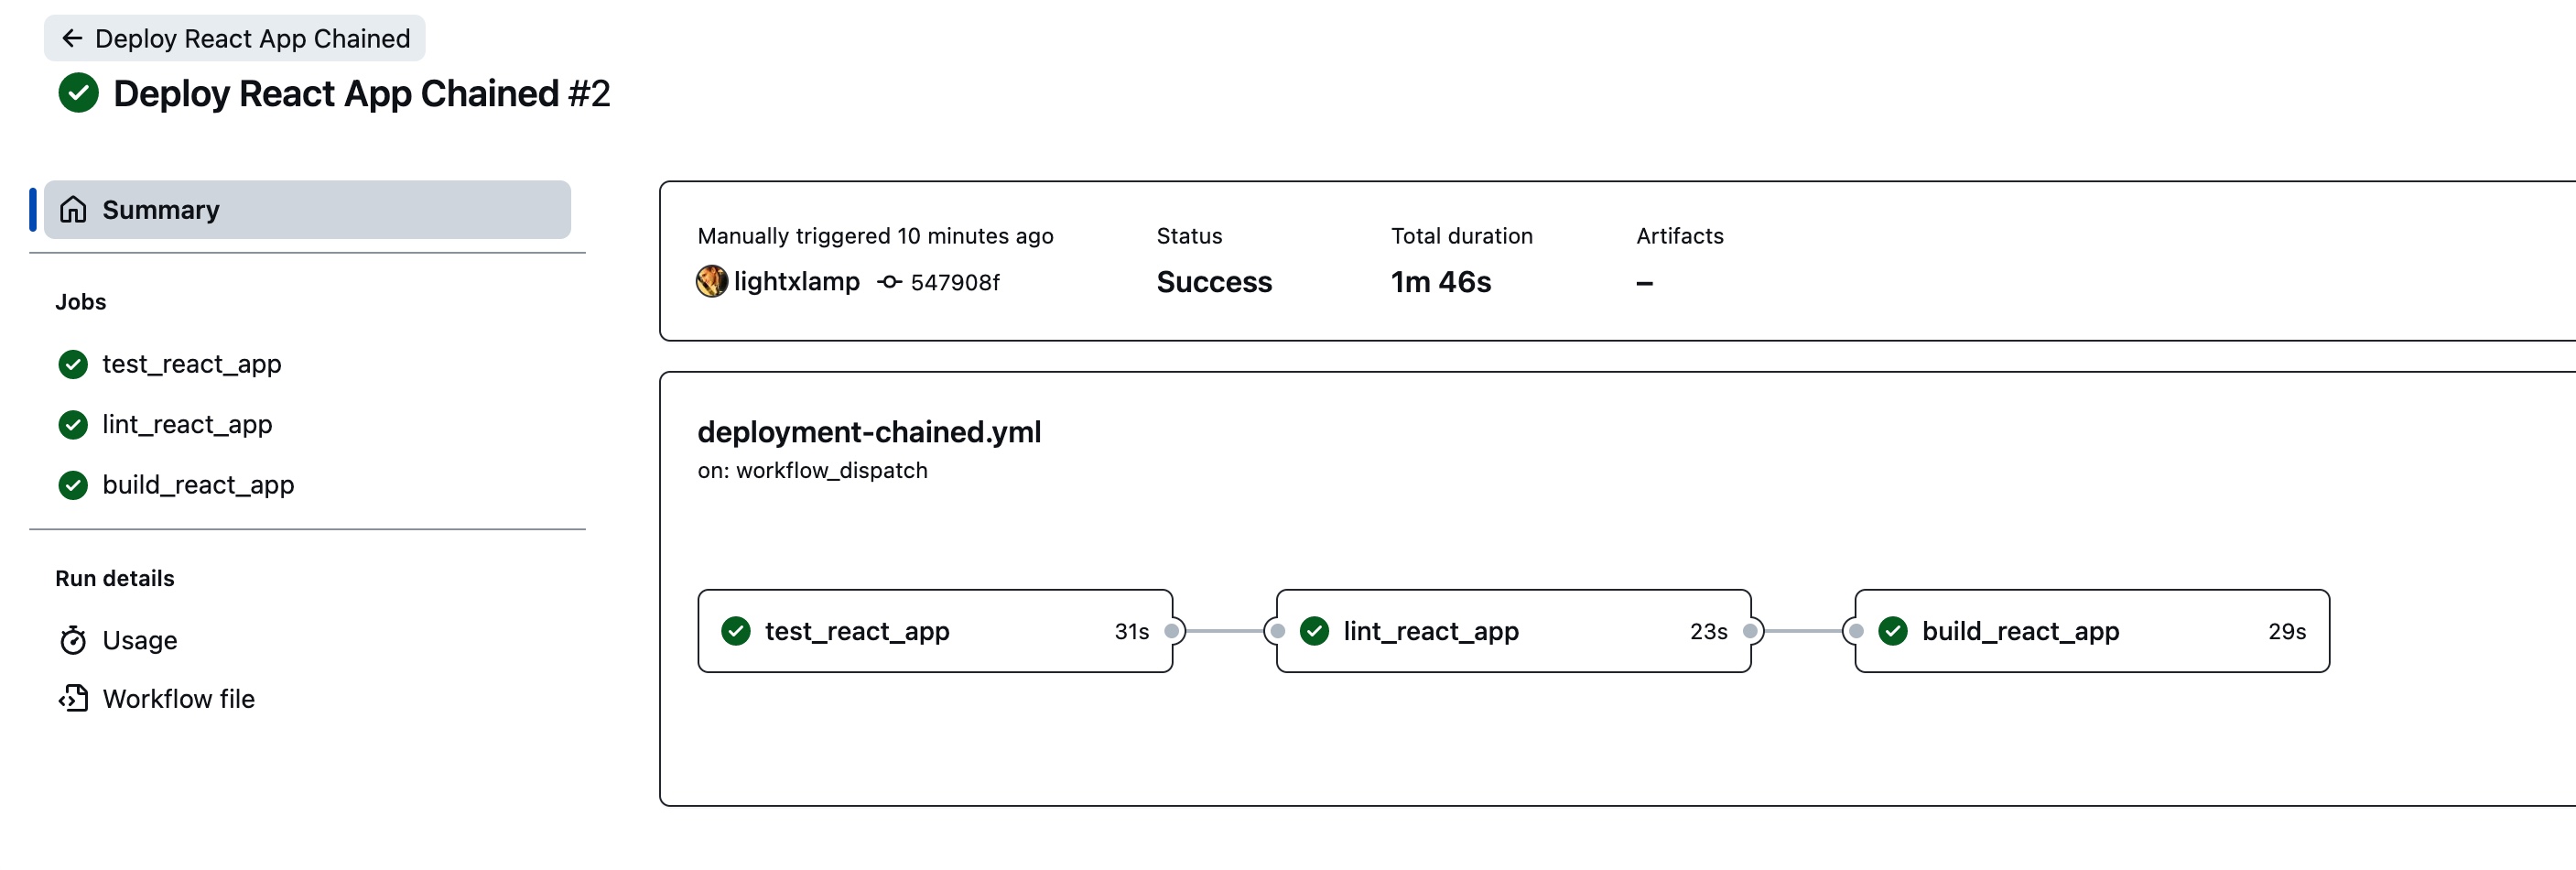 Deploy React App Chained
Deploy React App Chained #2
Summary
Jobs
test_react_app
lint_react_app
build_react_app
Run details
Usage
Workflow file
Manually triggered 10 minutes ago
lightxlamp 547908f
Status
Success
Total duration
1m 46s
Artifacts
–
deployment-chained.yml
on: workflow_dispatch
test_react_app 31s
lint_react_app 23s
build_react_app 29s